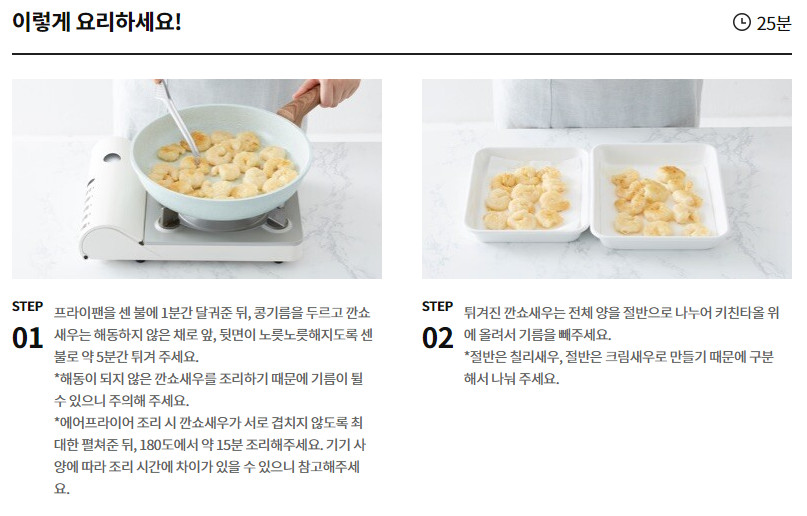 이렇게 요리하세요!
25분
STEP
01
프라이팬을 센 불에 1분간 달궈준 뒤, 콩기름을 두르고 깐쇼
새우는 해동하지 않은 채로 앞, 뒷면이 노릇노릇해지도록 센
불로 약 5분간 튀겨 주세요.
*해동이 되지 않은 깐쇼새우를 조리하기 때문에 기름이 튈
수 있으니 주의해 주세요.
*에어프라이어 조리 시 깐쇼새우가 서로 겹치지 않도록 최
대한 펼쳐준 뒤, 180도에서 약 15분 조리해주세요. 기기 사
양에 따라 조리 시간에 차이가 있을 수 있으니 참고해주세
요.
STEP
02
튀겨진 깐쇼새우는 전체 양을 절반으로 나누어 키친타올 위
에 올려서 기름을 빼주세요.
*절반은 칠리새우, 절반은 크림새우로 만들기 때문에 구분
해서 나눠 주세요.